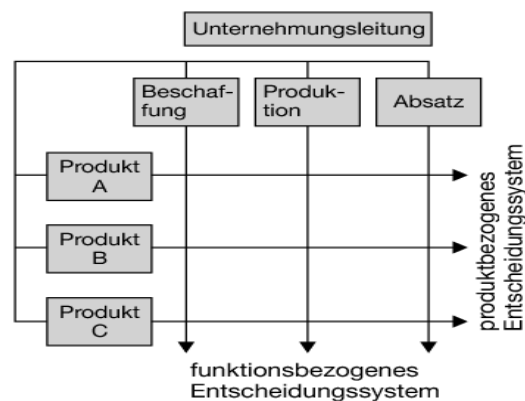 Unternehmungsleitung
Beschaf-
fung
Produk-
tion
Absatz
Produkt
A
Produkt
B
Produkt
C
produktbezogenes
Entscheidungssystem
funktionsbezogenes
Entscheidungssystem